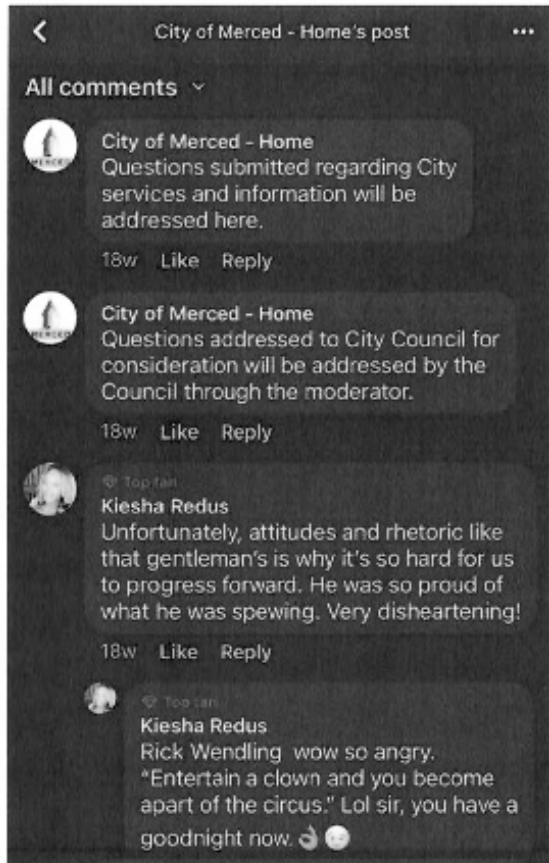 City of Merced - Home's post
All comments
City of Merced - Home
Questions submitted regarding City
services and information will be
addressed here.
18w Like Reply
City of Merced - Home
Questions addressed to City Council for
consideration will be addressed by the
Council through the moderator.
18w Like Reply
Top fan
Kiesha Redus
Unfortunately, attitudes and rhetoric like
that gentleman's is why it's so hard for us
to progress forward. He was so proud of
what he was spewing. Very disheartening!
18w Like Reply
Top fan
Kiesha Redus
Rick Wendling wow so angry.
“Entertain a clown and you become
apart of the circus.” Lol sir, you have a
goodnight now.